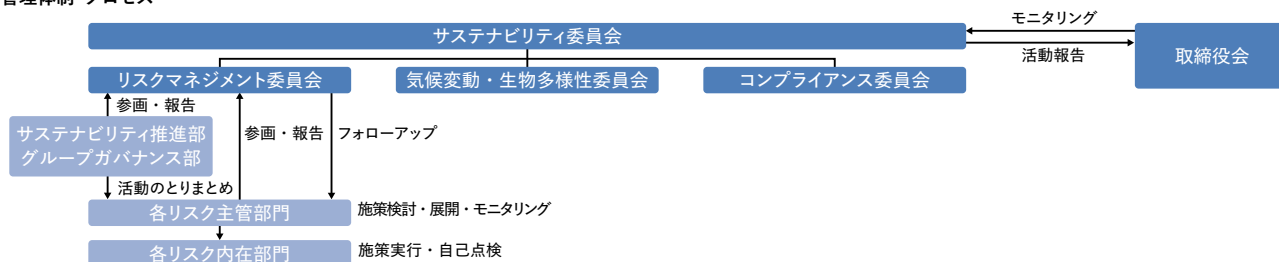 管理体制・プロセス
モニタリング
サステナビリティ委員会
活動報告
取締役会
リスクマネジメント委員会
気候変動・生物多様性委員会
コンプライアンス委員会
参画・報告
サステナビリティ推進部
グループガバナンス部
参画・報告
フォローアップ
活動のとりまとめ
各リスク主管部門
施策検討・展開・モニタリング
各リスク内在部門
施策実行・自己点検